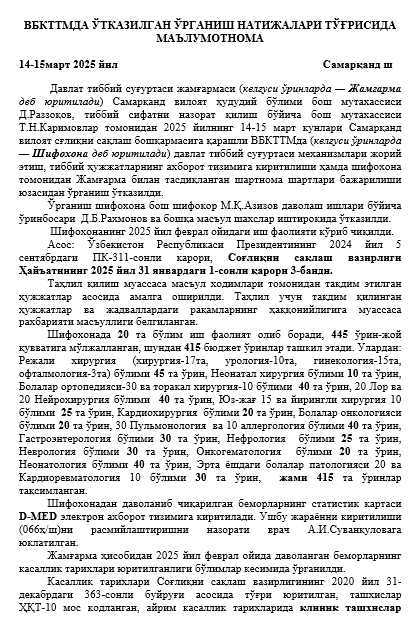 ВБКТТМДА ЎТКАЗИЛГАН ЎРГАНИШ НАТИЖАЛАРИ ТЎҒРИСИДА
МАЪЛУМОТНОМА
14-15март 2025 йил Самарқанд ш
Давлат тиббий суғуртаси жамғармаси (келгуси ўринларда — Жамғарма
деб юритилади) Самарқанд вилоят ҳудудий бўлими бош мутахассиси
Д.Раззоқов, тиббий сифатни назорат қилиш бўйича бош мутахассиси
Т.Н.Каримовлар томонидан 2025 йилнинг 14-15 март кунлари Самарқанд
вилоят соғлиқни сақлаш бошқармасига қарашли ВБКТТМда (келгуси ўринларда
— Шифохона деб юритилади) давлат тиббий суғуртаси механизмлари жорий
этиш, тиббий ҳужжатларнинг ахборот тизимига киритилиши ҳамда шифохона
томонидан Жамғарма билан тасдиқланган шартнома шартлари бажарилиши
юзасидан ўрганиш ўтказилди.
Ўрганиш шифохона бош шифокор М.Қ.Азизов даволаш ишлари бўйича
ўринбосари Д.Б.Рахмонов ва бошқа масъул шахслар иштирокида ўтказилди.
Шифохонанинг 2025 йил феврал ойидаги иш фаолияти кўриб чиқилди.
Асос: Ўзбекистон Республикаси Президентининг 2024 йил 5
сентябрдаги ПК-311-сонли қарори, Соғлиқни сақлаш вазирлиги
Ҳайъатининг 2025 йил 31 январдаги 1-сонли қарори 3-банди.
Таҳлил қилиш муассаса масъул ходимлари томонидан тақдим этилган
ҳужжатлар асосида амалга оширилди. Таҳлил учун тақдим қилинган
ҳужжатлар ва жадваллардаги рақамларнинг ҳаққонийлигига муассаса
раҳбарияти масъуллиги белгиланган.
Шифохонада 20 та бўлим иш фаолият олиб боради, 445 ўрин-жой
қувватига мўлжалланган, шундан 415 бюджет ўринлар ташкил этади. Улардан:
Режали хирургия (хирургия-17та, урология-10та, гинекология-15та,
офтальмология-3та) бўлими 45 та ўрин, Неонатал хирургия бўлими 10 та ўрин,
Болалар ортопедияси-30 ва торакал хирургия-10 бўлими 40 та ўрин, 20 Лор ва
20 Нейрохирургия бўлими 40 та ўрин, Юз-жағ 15 ва йирингли хирургия 10
бўлими 25 та ўрин, Кардиохирургия бўлими 20 та ўрин, Болалар онкологияси
бўлими 20 та ўрин, 30 Пульмонология ва 10 аллергология бўлими 40 та ўрин,
Гастроэнтерология бўлими 30 та ўрин, Нефрология бўлими 25 та ўрин,
Неврология бўлими 30 та ўрин, Онкогематология бўлими 20 та ўрин,
Неонатология бўлими 40 та ўрин, Эрта ёшдаги болалар патологияси 20 ва
Кардиоревматология 10 бўлими 30 та ўрин, жами 415 та ўринлар
тақсимланган.
Шифохонадан даволаниб чиқарилган беморларнинг статистик картаси
D-MED электрон ахборот тизимига киритилади. Ушбу жараённи киритилиши
(066х/ш)ни расмийлаштиришни назорати врач А.И.Суванқуловага
юклатилган.
Жамғарма ҳисобидан 2025 йил феврал ойида даволанган беморларнинг
касаллик тарихлари юритилганлиги бўлимлар кесимида ўрганилди.
Касаллик тарихлари Соғлиқни сақлаш вазирлигининг 2020 йил 31-
декабрдаги 363-сонли буйруғи асосида тўғри юритилган, ташхислар
ҲҚТ-10 мос кодланган, айрим касаллик тарихларида клиник ташхислар